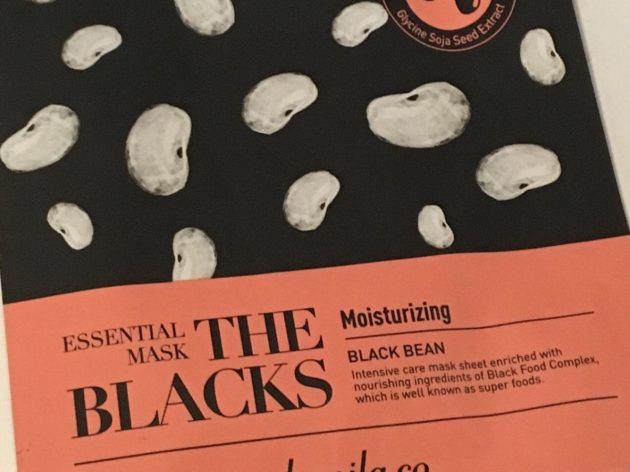 Glycine Soja Seed Extract
ESSENTIAL
MASK
THE
BLACKS
Moisturizing
BLACK BEAN
Intensive care mask sheet enriched with
nourishing ingredients of Black Food Complex,
which is well known as super foods.